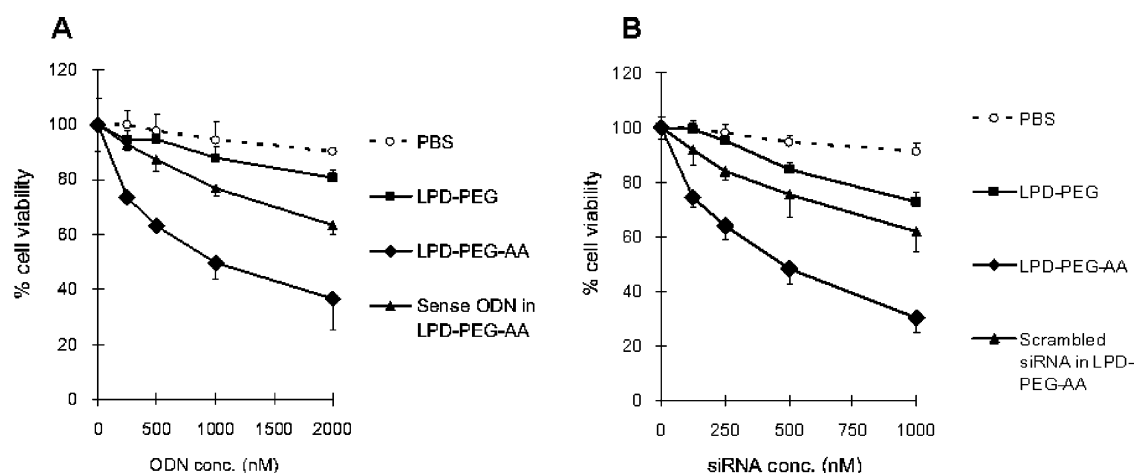 A
% cell viability
120
100
80
60
40
20
0
0 500 1000 1500 2000
ODN conc. (nM)
PBS
LPD-PEG
LPD-PEG-AA
Sense ODN in
LPD-PEG-AA
B
% cell viability
120
100
80
60
40
20
0
0 250 500 750 1000
siRNA conc. (nM)
PBS
LPD-PEG
LPD-PEG-AA
Scrambled
siRNA in LPD-
PEG-AA